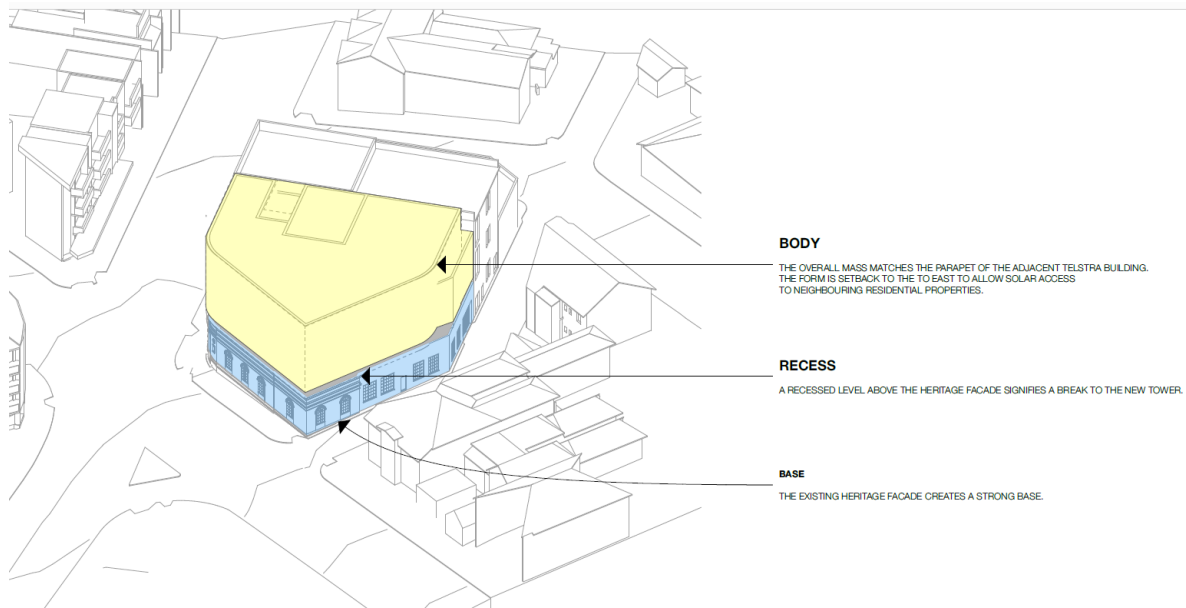 BODY
THE OVERALL MASS MATCHES THE PARAPET OF THE ADJACENT TELSTRA BUILDING.
THE FORM IS SETBACK TO THE TO EAST TO ALLOW SOLAR ACCESS
TO NEIGHBOURING RESIDENTIAL PROPERTIES.
RECESS
A RECESSED LEVEL ABOVE THE HERITAGE FACADE SIGNIFIES A BREAK TO THE NEW TOWER.
BASE
THE EXISTING HERITAGE FACADE CREATES A STRONG BASE.